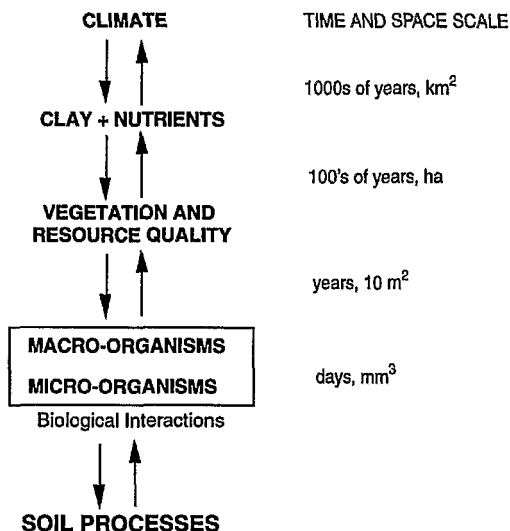 CLIMATE
TIME AND SPACE SCALE
1000s of years, km²
CLAY + NUTRIENTS
100's of years, ha
VEGETATION AND
RESOURCE QUALITY
years, 10 m²
MACRO-ORGANISMS
days, mm³
MICRO-ORGANISMS
Biological Interactions
SOIL PROCESSES